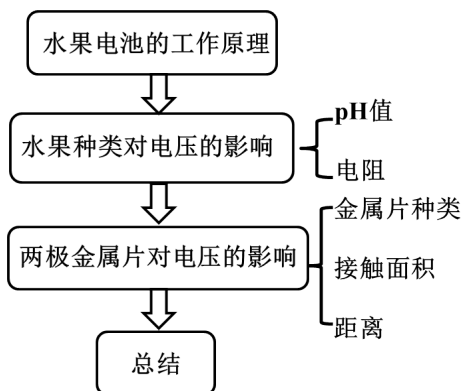 水果电池的工作原理
水果种类对电压的影响
pH值
电阻
两极金属片对电压的影响
金属片种类
接触面积
距离
总结